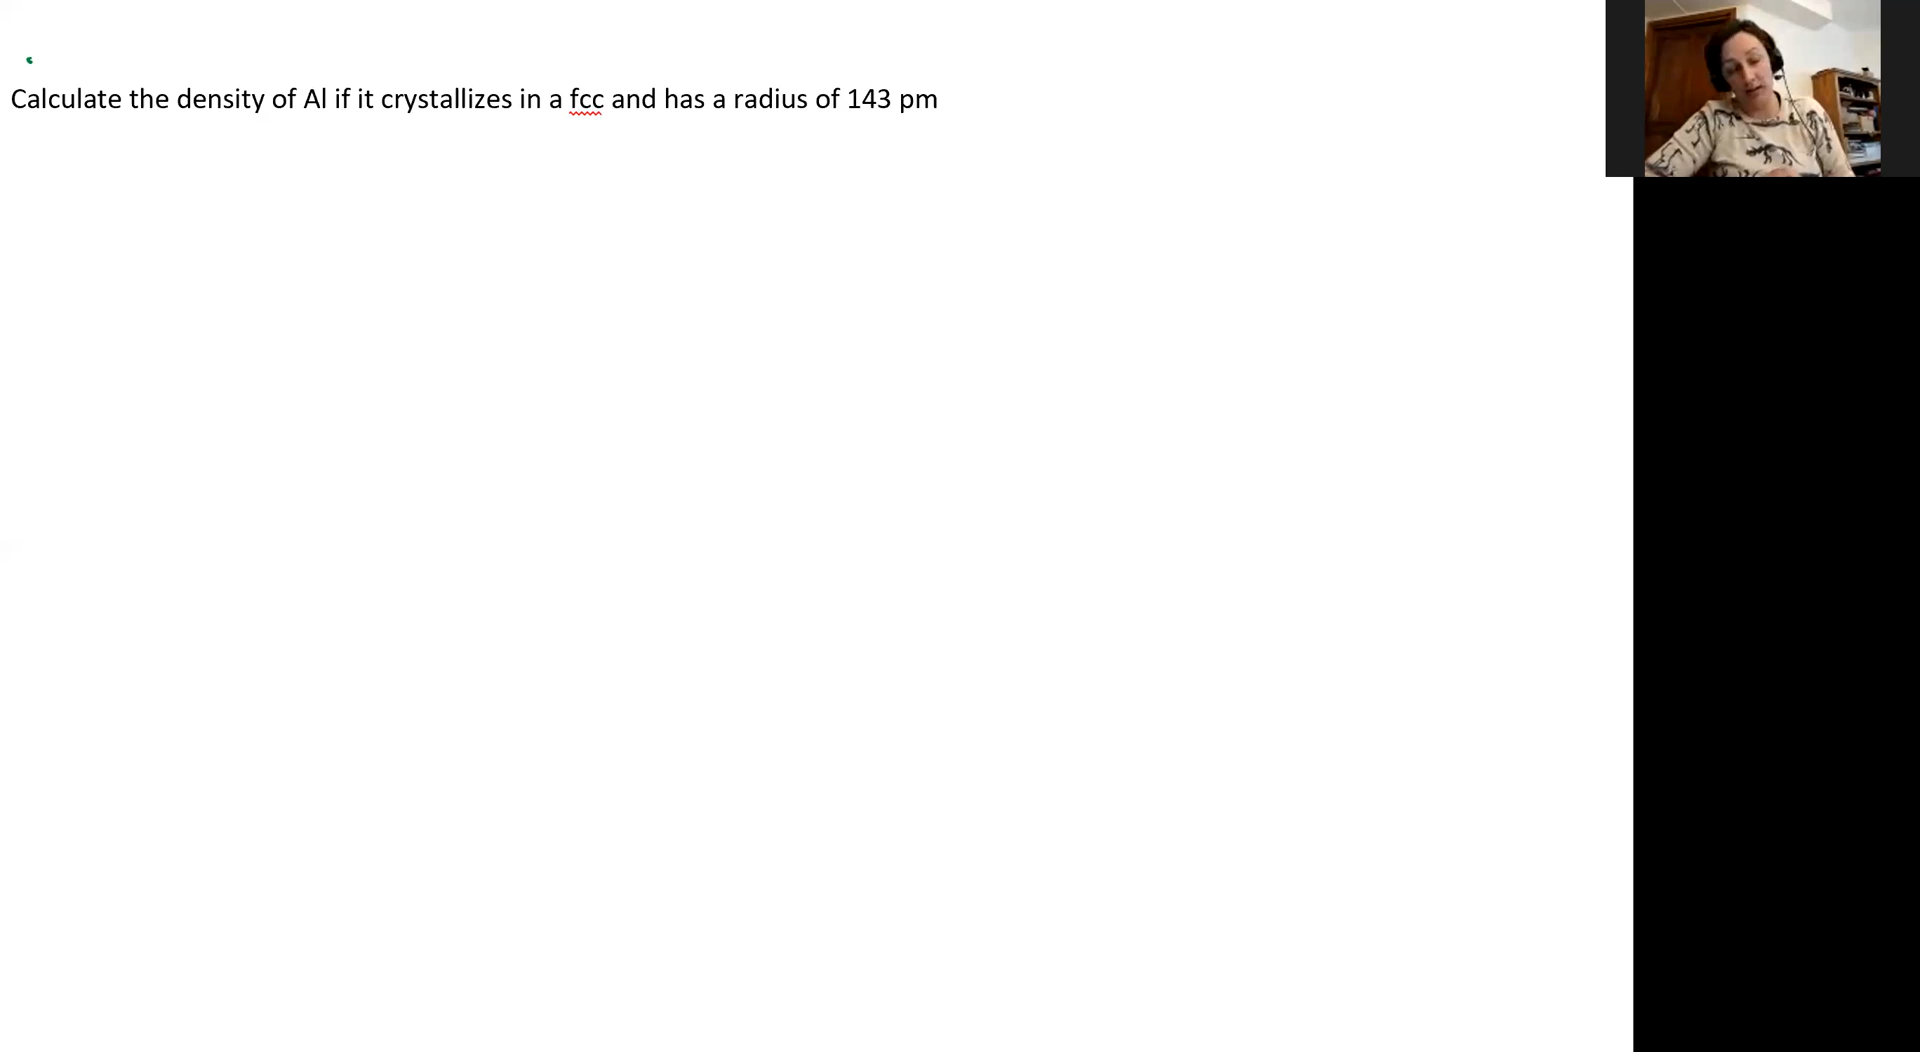 Calculate the density of Al if it crystallizes in a fcc and has a radius of 143 pm